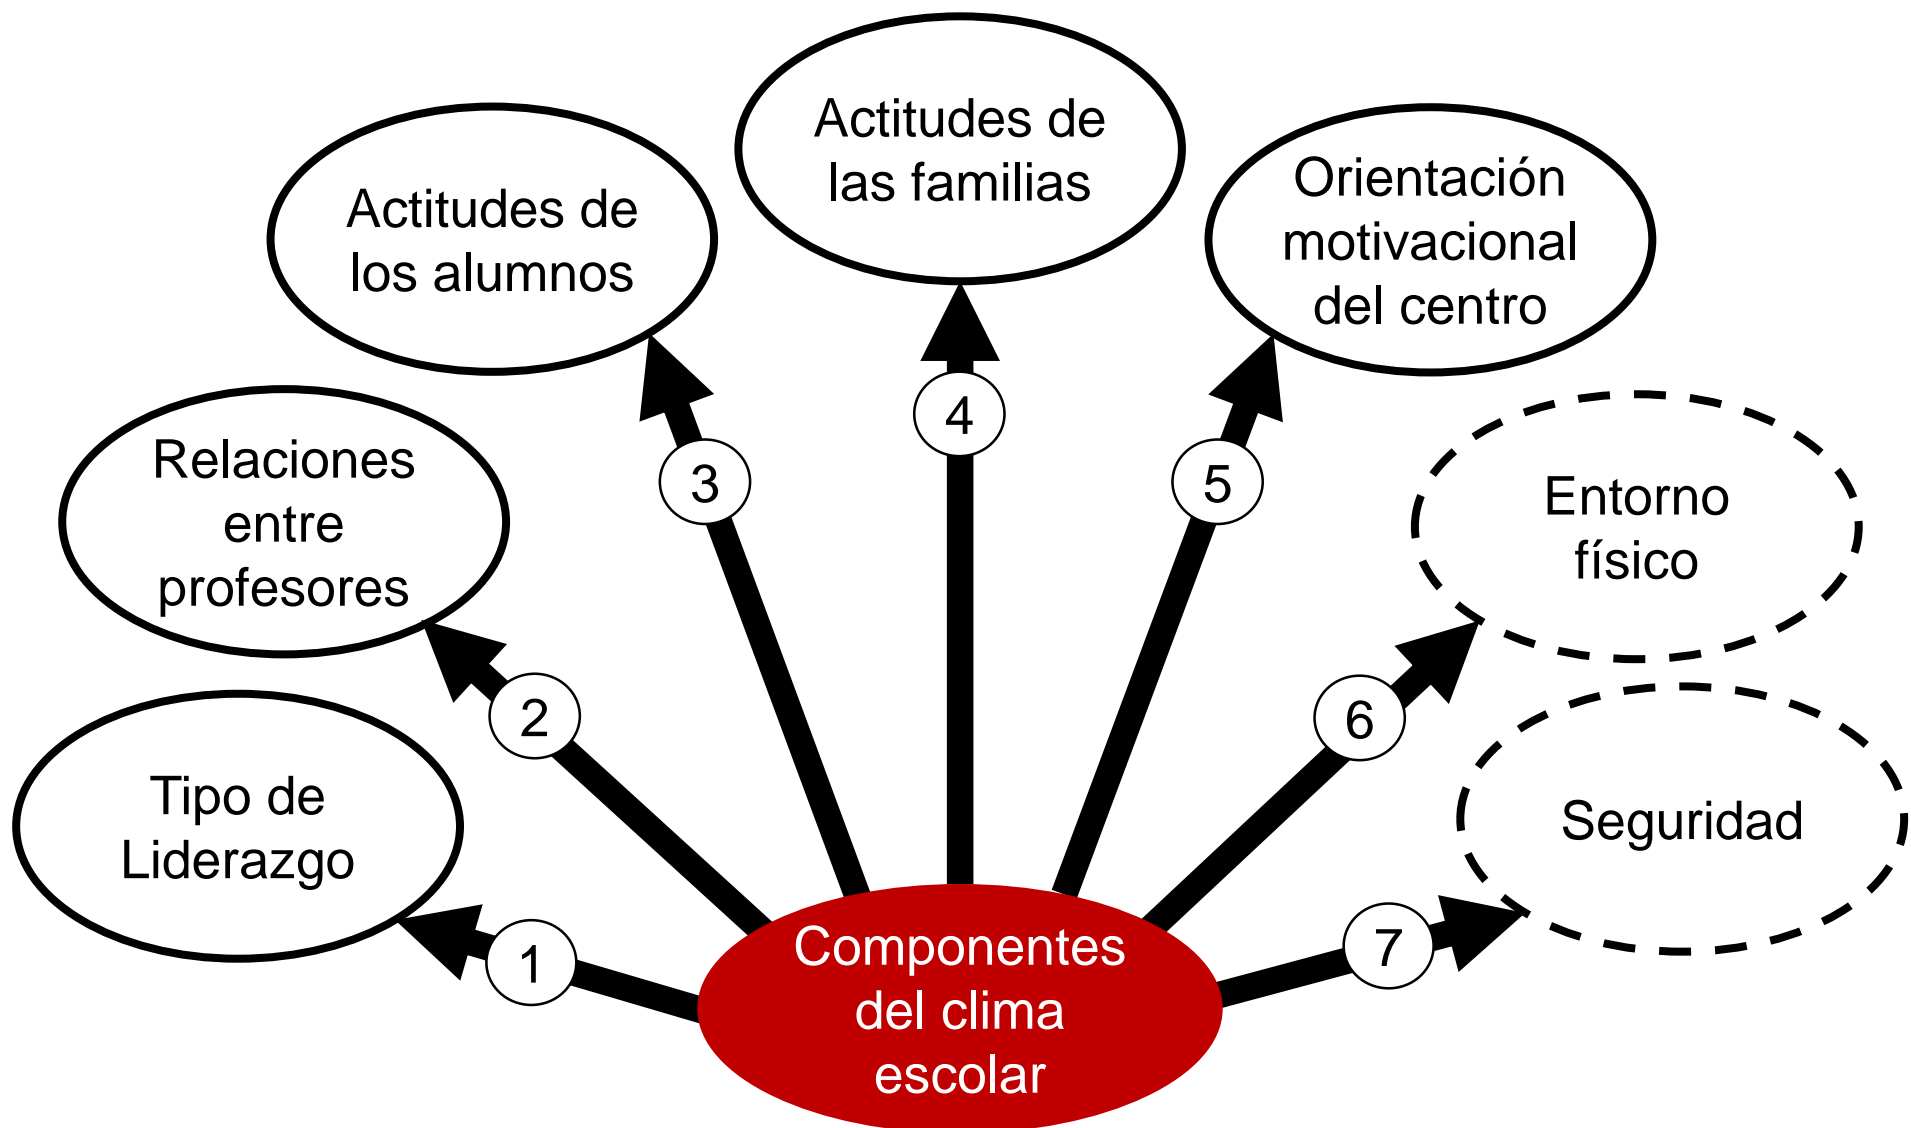 Actitudes de
las familias
Actitudes de
los alumnos
Orientación
motivacional
del centro
Relaciones
entre
profesores
Entorno
físico
Tipo de
Liderazgo
Seguridad
4
3
5
2
6
1
7
Componentes
del clima
escolar